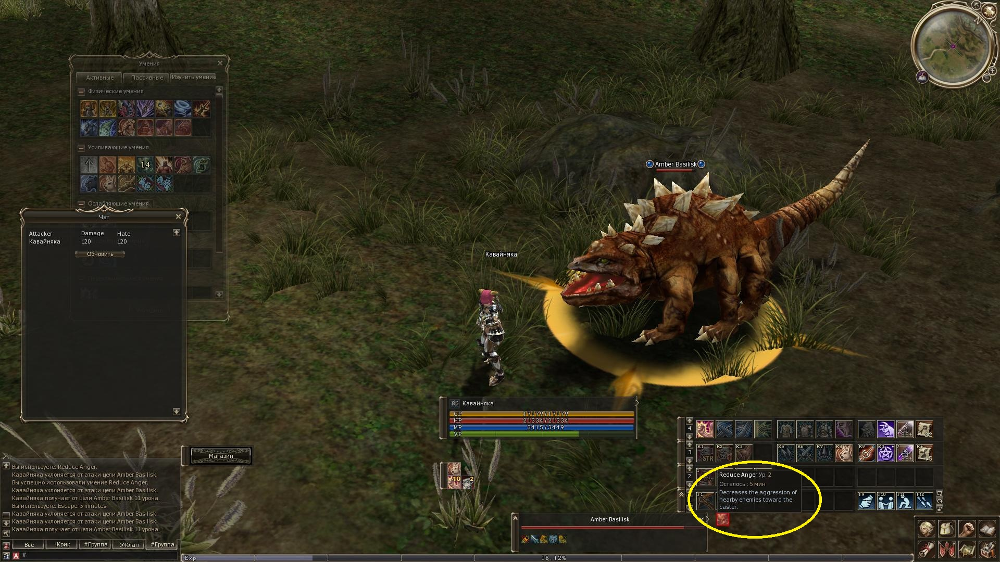 Умения
Активные
Пассивные
Изучить умение
Физические умения
Усиливающие умения
14
Ослабляющие умения
Чат
Attacker Damage Hate
Кавайняка 120 120
Обновить
Amber Basilisk
Кавайняка
N
86 Кавайняка
CP 17179/17179
HP 21334/21334
MP 3415/3449
VP
Магазин
Вы используете: Reduce Anger.
Кавайняка уклоняется от атаки цели Amber Basilisk.
Вы успешно использовали умение Reduce Anger.
Кавайняка уклоняется от атаки цели Amber Basilisk.
Кавайняка получает от цели Amber Basilisk 11 урона.
Вы используете: Escape: 5 minutes.
Кавайняка уклоняется от атаки цели Amber Basilisk.
Кавайняка уклоняется от атаки цели Amber Basilisk.
Кавайняка получает от цели Amber Basilisk 11 урона.
Все !Крик #Группа @Клан #Группа
A #
10 2
Amber Basilisk
4
99+
3
K1 K2 K3 K5 K6 K7 K8 K9 K0
STR 99+ 15
2
Reduce Anger Ур. 2
Осталось : 5 мин
Decreases the aggression of
nearby enemies toward the
caster.
F1 F9 F10 F11 F12
Exp 18,12%